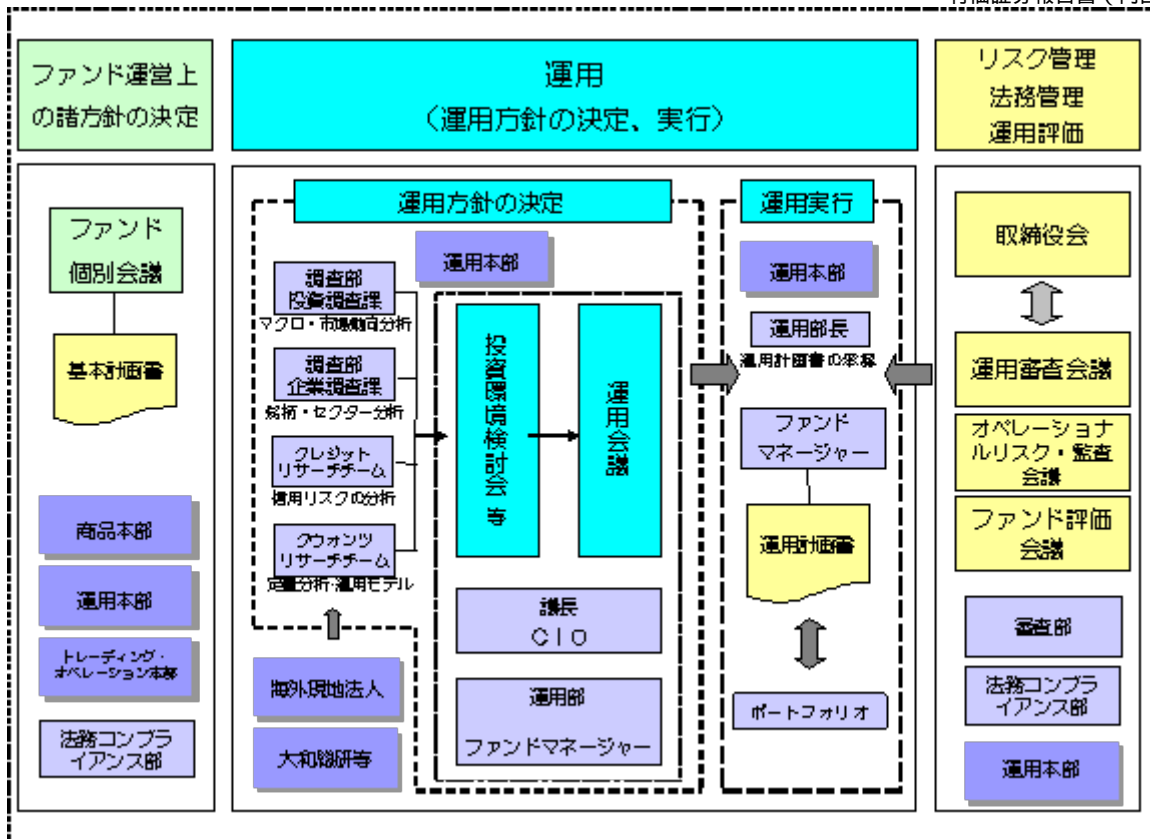 ファンド運営上
の諸方針の決定
運用
（運用方針の決定、実行）
リスク管理
法務管理
運用評価
ファンド
個別会議
基本計画書
商品本部
運用本部
トレーディング・
オペレーション本部
法務コンプラ
イアンス部
運用方針の決定
運用本部
調査部
投資調査課
マクロ・市場動向分析
調査部
企業調査課
銘柄・セクター分析
クレジット
リサーチチーム
信用リスクの分析
クウォンツ
リサーチチーム
定量分析・運用モデル
海外現地法人
大和総研等
投資環境検討会等
運用会議
議長
ＣＩＯ
運用部
ファンドマネージャー
運用実行
運用本部
運用部長
運用計画書の承認
ファンド
マネージャー
運用計画書
ポートフォリオ
取締役会
運用審査会議
オペレーショナ
ルリスク・監査
会議
ファンド評価
会議
審査部
法務コンプラ
イアンス部
運用本部